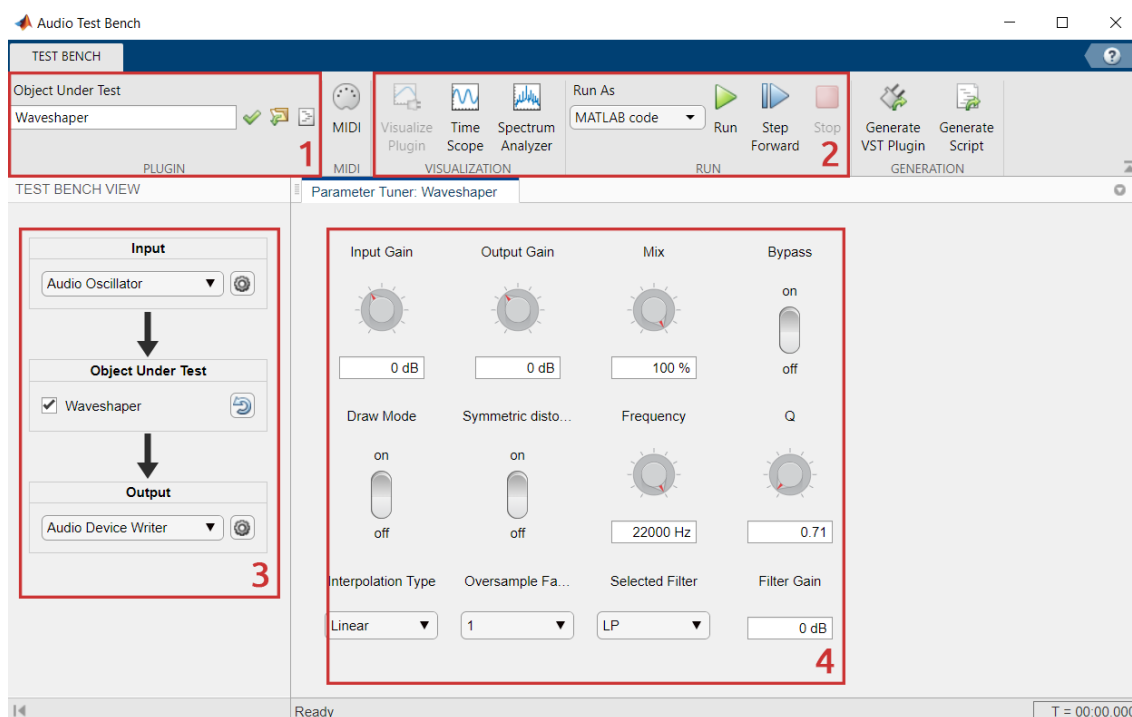 Audio Test Bench
TEST BENCH
?
Object Under Test
Waveshaper
1
PLUGIN
MIDI
MIDI
Visualize
Plugin
Time
Scope
Spectrum
Analyzer
VISUALIZATION
Run As
MATLAB code
Run
Step
Forward
Stop
2
RUN
Generate
VST Plugin
Generate
Script
GENERATION
TEST BENCH VIEW
Input
Audio Oscillator
Object Under Test
Waveshaper
Output
Audio Device Writer
3
Parameter Tuner: Waveshaper
Input Gain
0 dB
Output Gain
0 dB
Mix
100 %
Bypass
on
off
Draw Mode
on
off
Symmetric disto...
on
off
Frequency
22000 Hz
Q
0.71
Interpolation Type
Linear
Oversample Fa...
1
Selected Filter
LP
Filter Gain
0 dB
4
Ready
T = 00:00.000